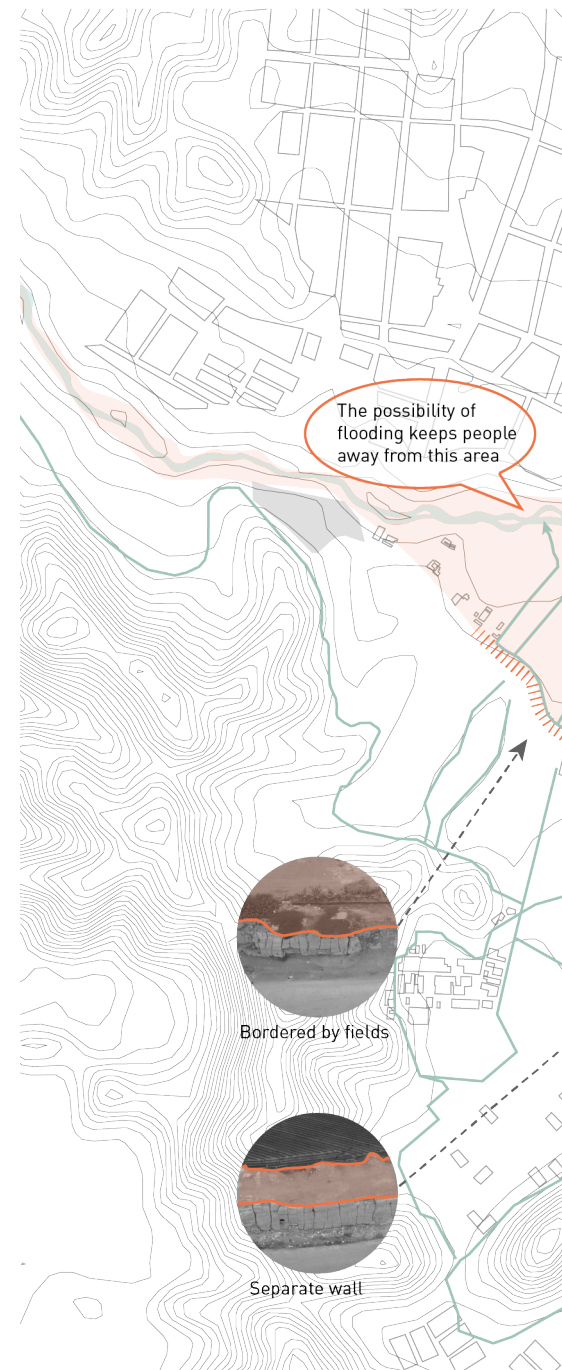 The possibility of
flooding keeps people
away from this area
Bordered by fields
Separate wall